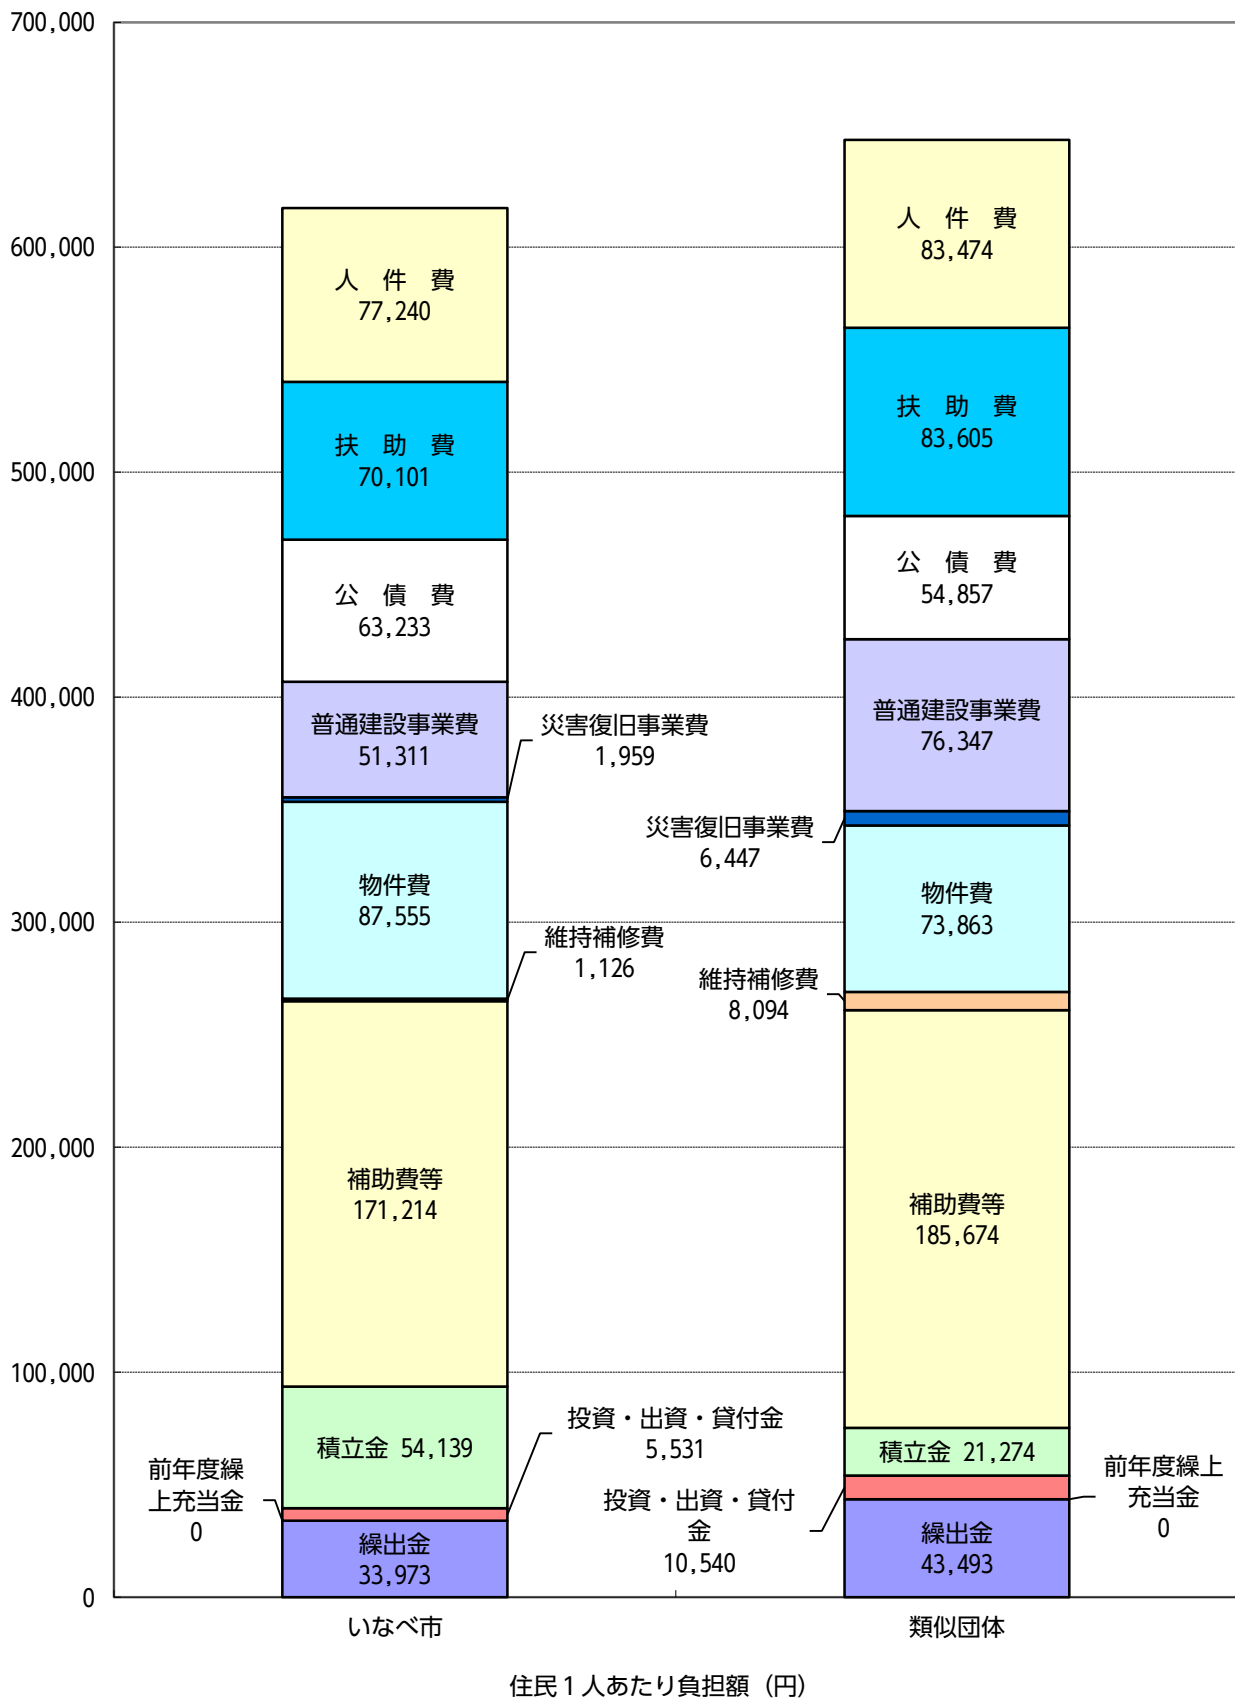 700,000
600,000
500,000
400,000
300,000
200,000
100,000
0
人　件　費
77,240
扶　助　費
70,101
公　債　費
63,233
普通建設事業費
51,311
災害復旧事業費
1,959
物件費
87,555
維持補修費
1,126
補助費等
171,214
積立金 54,139
投資・出資・貸付金
5,531
前年度繰
上充当金
0
繰出金
33,973
人　件　費
83,474
扶　助　費
83,605
公　債　費
54,857
普通建設事業費
76,347
災害復旧事業費
6,447
物件費
73,863
維持補修費
8,094
補助費等
185,674
積立金 21,274
投資・出資・貸付
金
10,540
前年度繰上
充当金
0
繰出金
43,493
いなべ市
類似団体
住民１人あたり負担額（円）